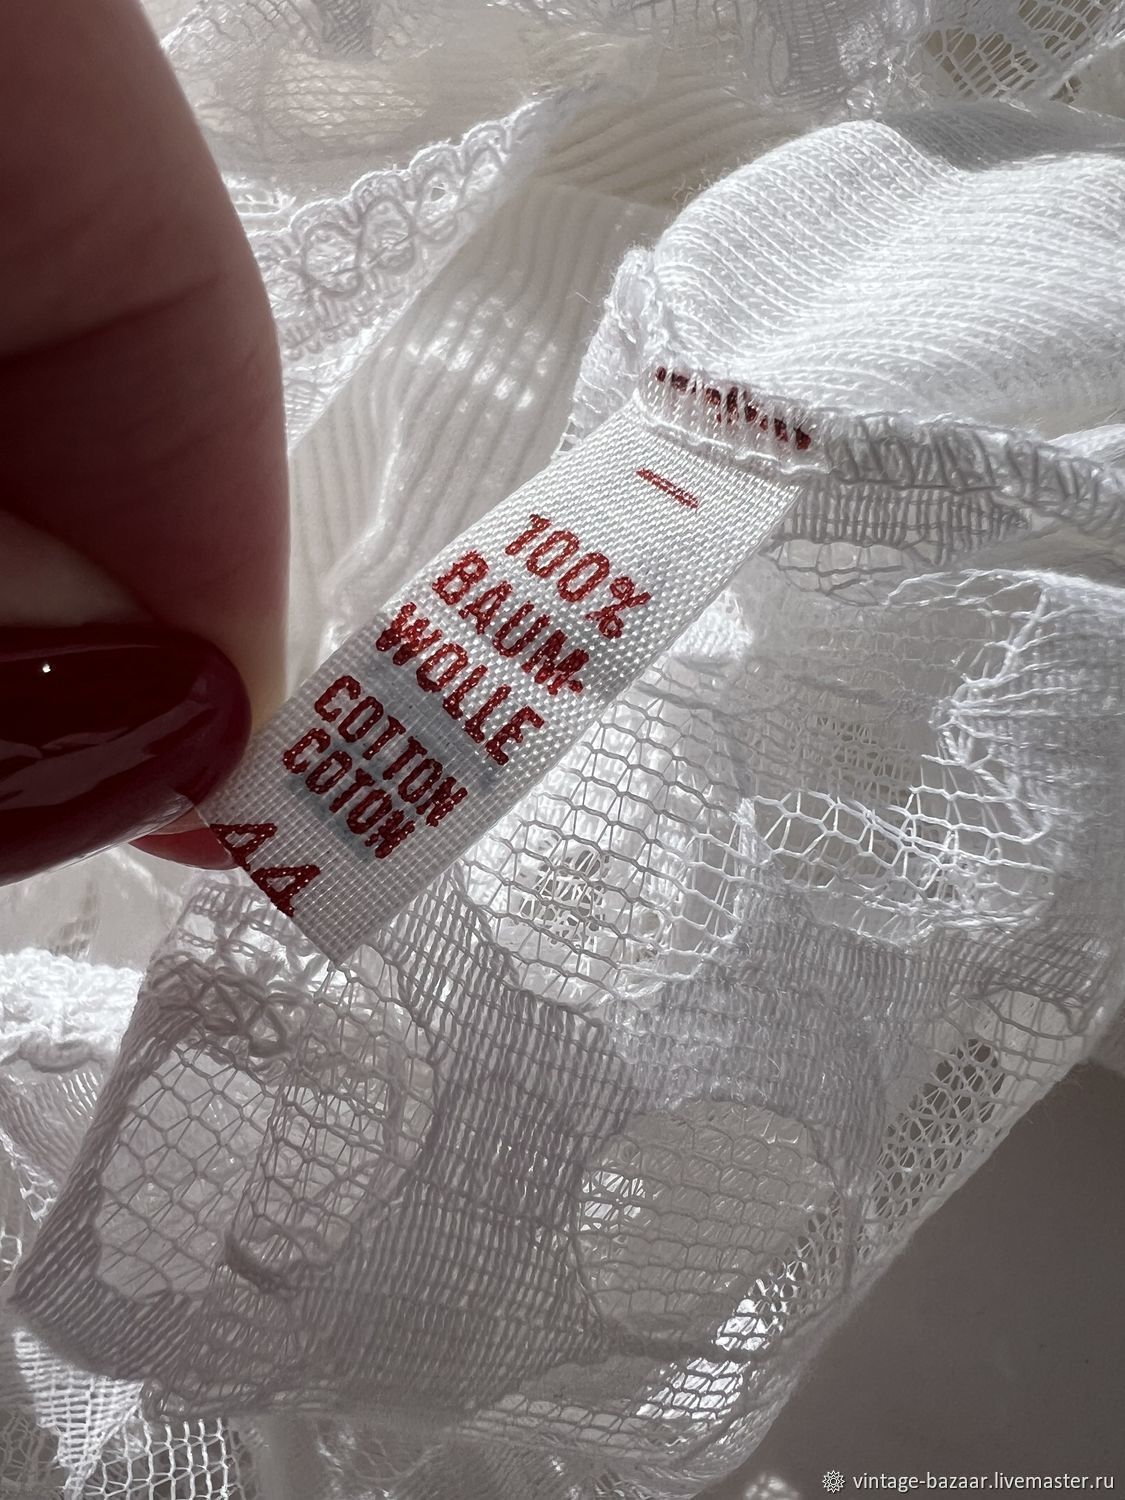 100%
BAUM-
WOLLE
COTTON
COTON
44
vintage-bazaar.livemaster.ru